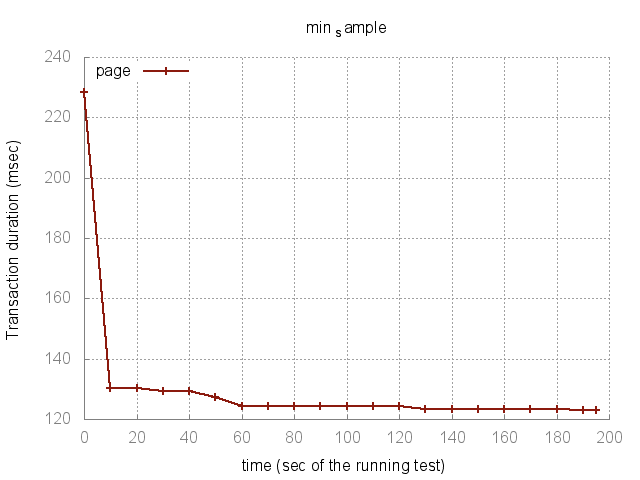 min sample
page
240
220
200
180
160
140
120
Transaction duration (msec)
0 20 40 60 80 100 120 140 160 180 200
time (sec of the running test)